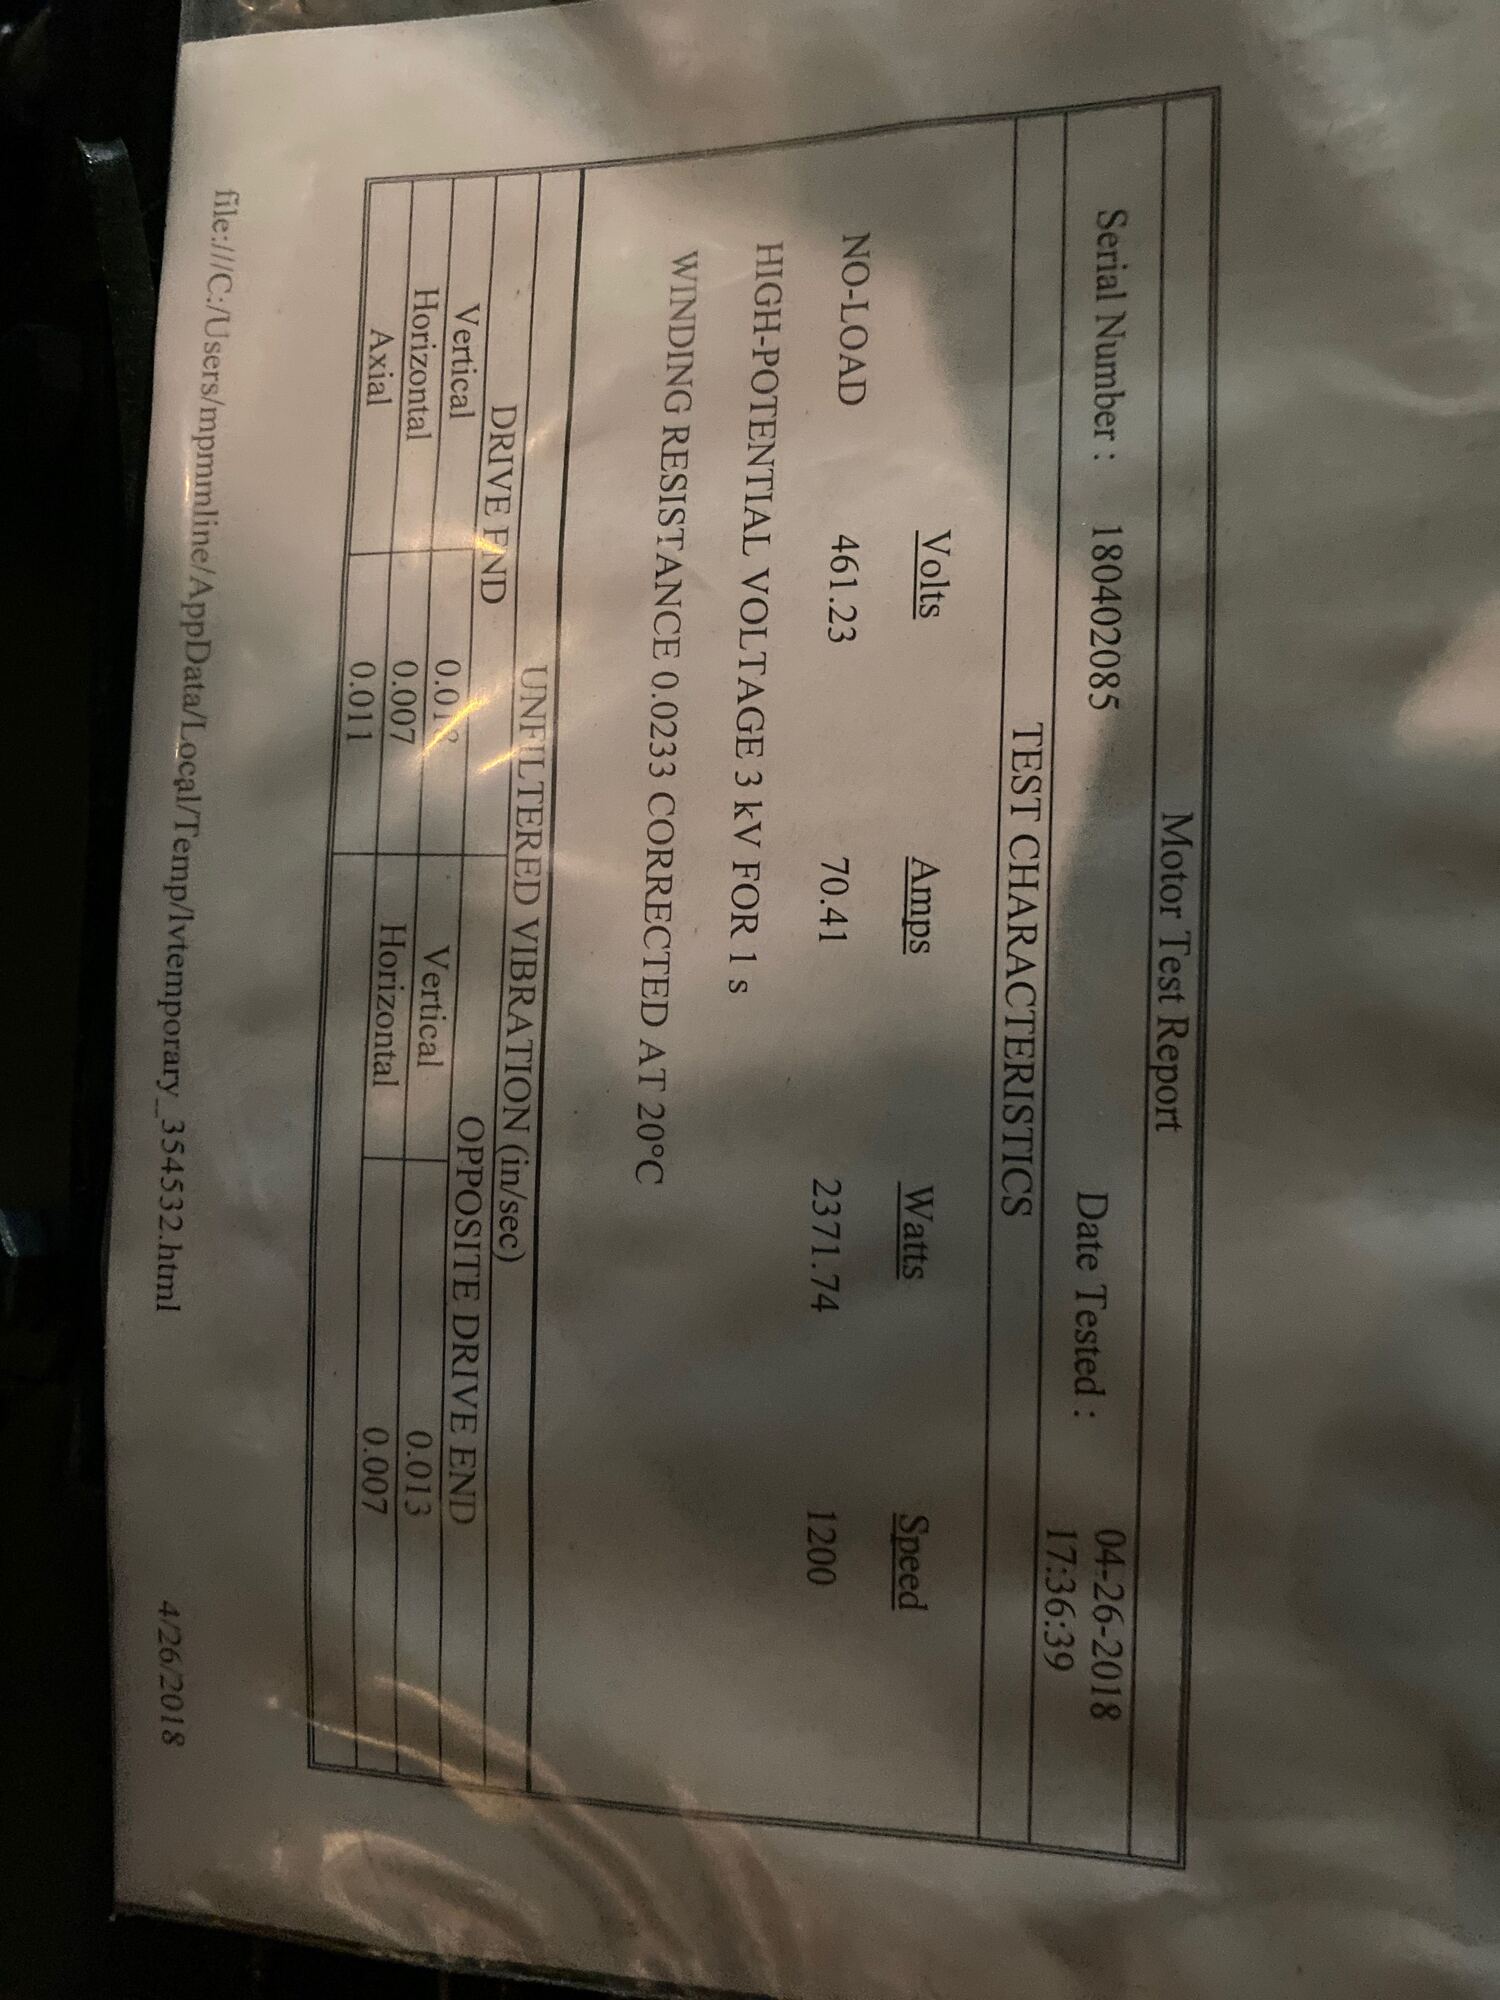 Motor Test Report
Serial Number : 180402085 Date Tested : 04-26-2018
17:36:39
TEST CHARACTERISTICS
Volts Amps Watts Speed
NO-LOAD 461.23 70.41 2371.74 1200
HIGH-POTENTIAL VOLTAGE 3 kV FOR 1 s
WINDING RESISTANCE 0.0233 CORRECTED AT 20°C
UNFILTERED VIBRATION (in/sec)
DRIVE END OPPOSITE DRIVE END
Vertical Vertical 0.013
Horizontal 0.007 Horizontal 0.007
Axial 0.011
file:///C:/Users/mpmmline/AppData/Local/Temp/lvtemporary_354532.html 4/26/2018